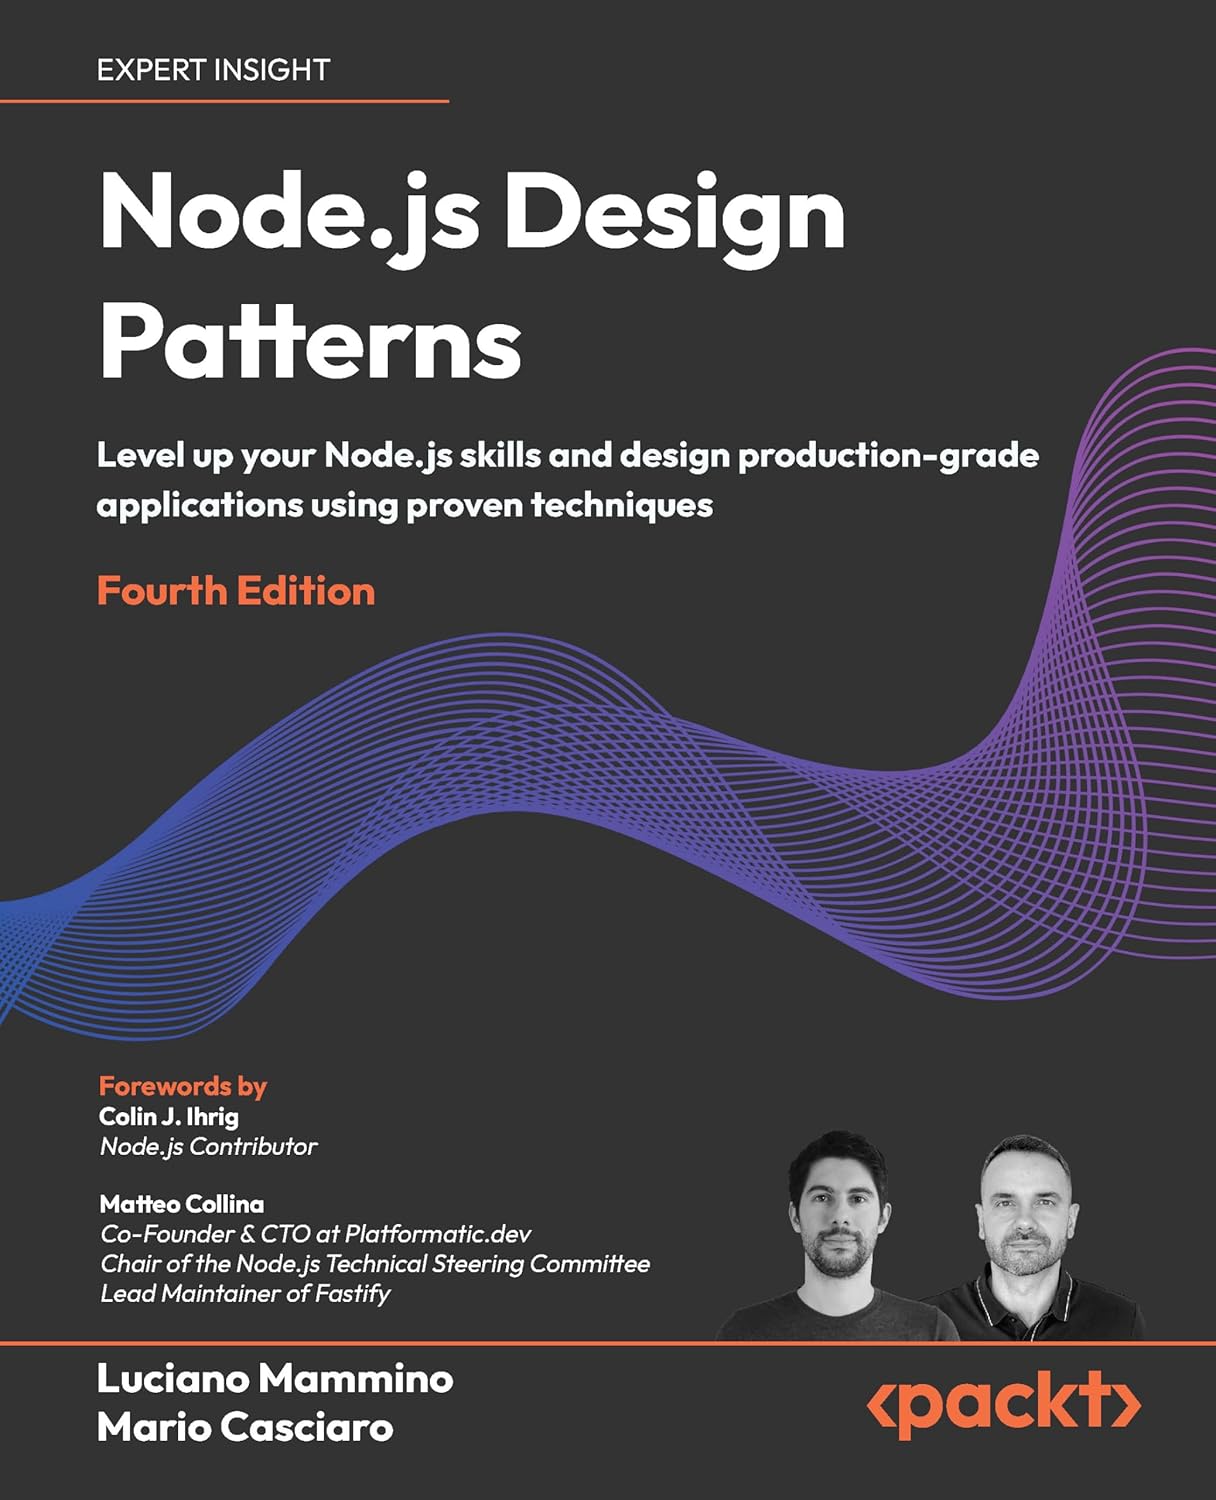 EXPERT INSIGHT
Node.js Design
Patterns
Level up your Node.js skills and design production-grade
applications using proven techniques
Fourth Edition
Forewords by
Colin J. Ihrig
Node.js Contributor
Matteo Collina
Co-Founder & CTO at Platformatic.dev
Chair of the Node.js Technical Steering Committee
Lead Maintainer of Fastify
Luciano Mammino
Mario Casciaro
<packt>